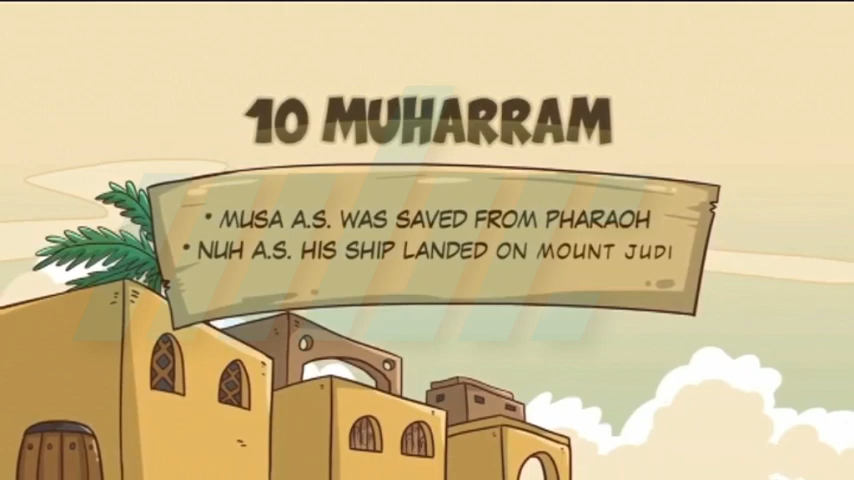 10 MUHARRAM
• MUSA A.S. WAS SAVED FROM PHARAOH
• NUH A.S. HIS SHIP LANDED ON MOUNT JUDI